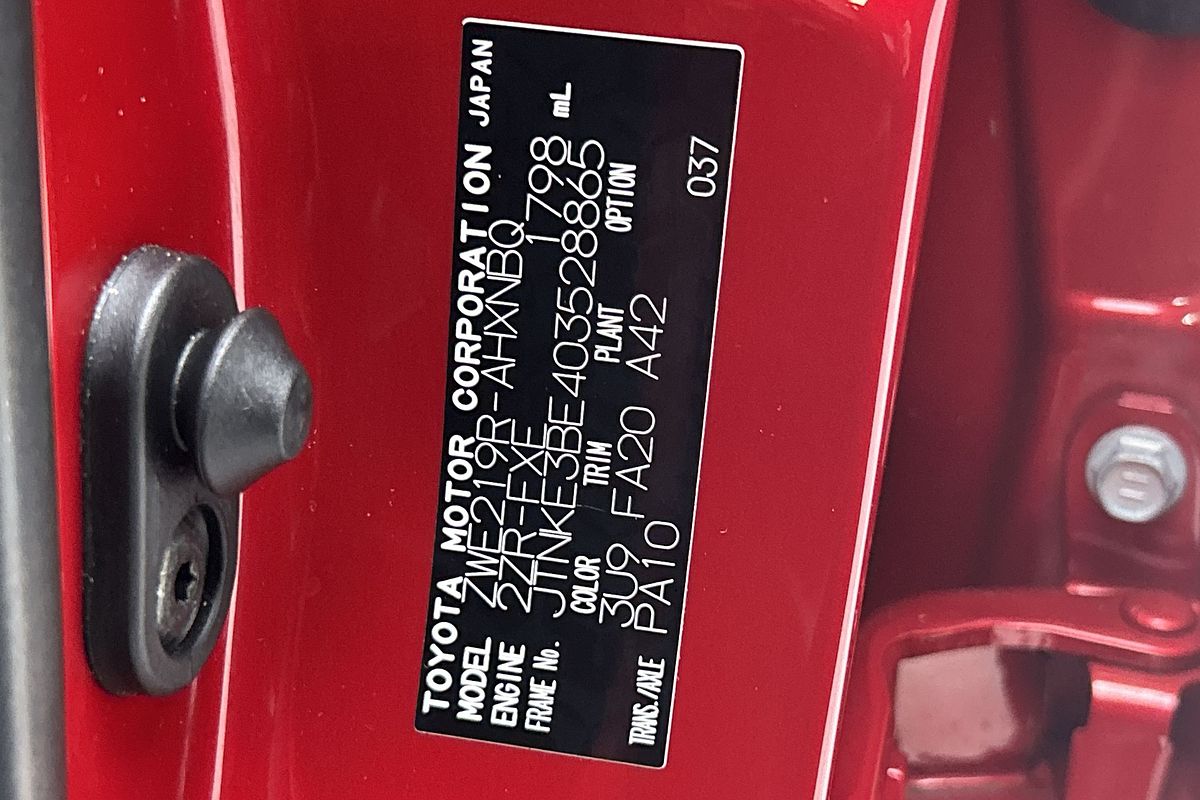 TOYOTA MOTOR CORPORATION JAPAN
MODEL ZWE219R-AHXNBQ
ENGINE 2ZR-FXE 1798 mL
FRAME No. JTNKE3BE403528865
COLOR TRIM PLANT OPTION
3U9 FA20 A42
TRANS./AXLE PA10 037